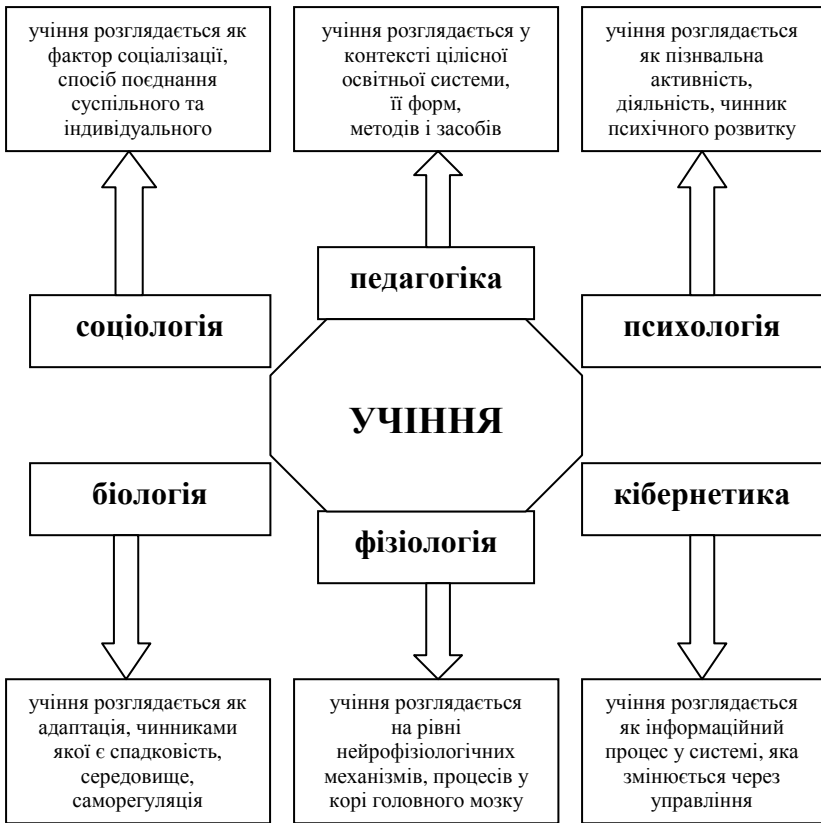 учіння розглядається як
фактор соціалізації,
спосіб поєднання
суспільного та
індивідуального
учіння розглядається у
контексті цілісної
освітньої системи,
її форм,
методів і засобів
учіння розглядається
як пізнвальна
активність,
діяльність, чинник
психічного розвитку
педагогіка
соціологія
психологія
УЧІННЯ
біологія
кібернетика
фізіологія
учіння розглядається як
адаптація, чинниками
якої є спадковість,
середовище,
саморегуляція
учіння розглядається
на рівні
нейрофізіологічних
механізмів, процесів у
корі головного мозку
учіння розглядається
як інформаційний
процес у системі, яка
змінюється через
управління